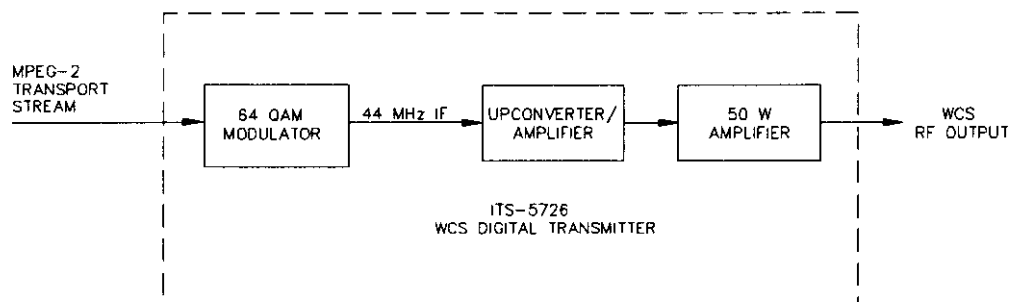 MPEG-2
TRANSPORT
STREAM
64 QAM
MODULATOR
44 MHz IF
UPCONVERTER/
AMPLIFIER
50 W
AMPLIFIER
WCS
RF OUTPUT
ITS-5726
WCS DIGITAL TRANSMITTER